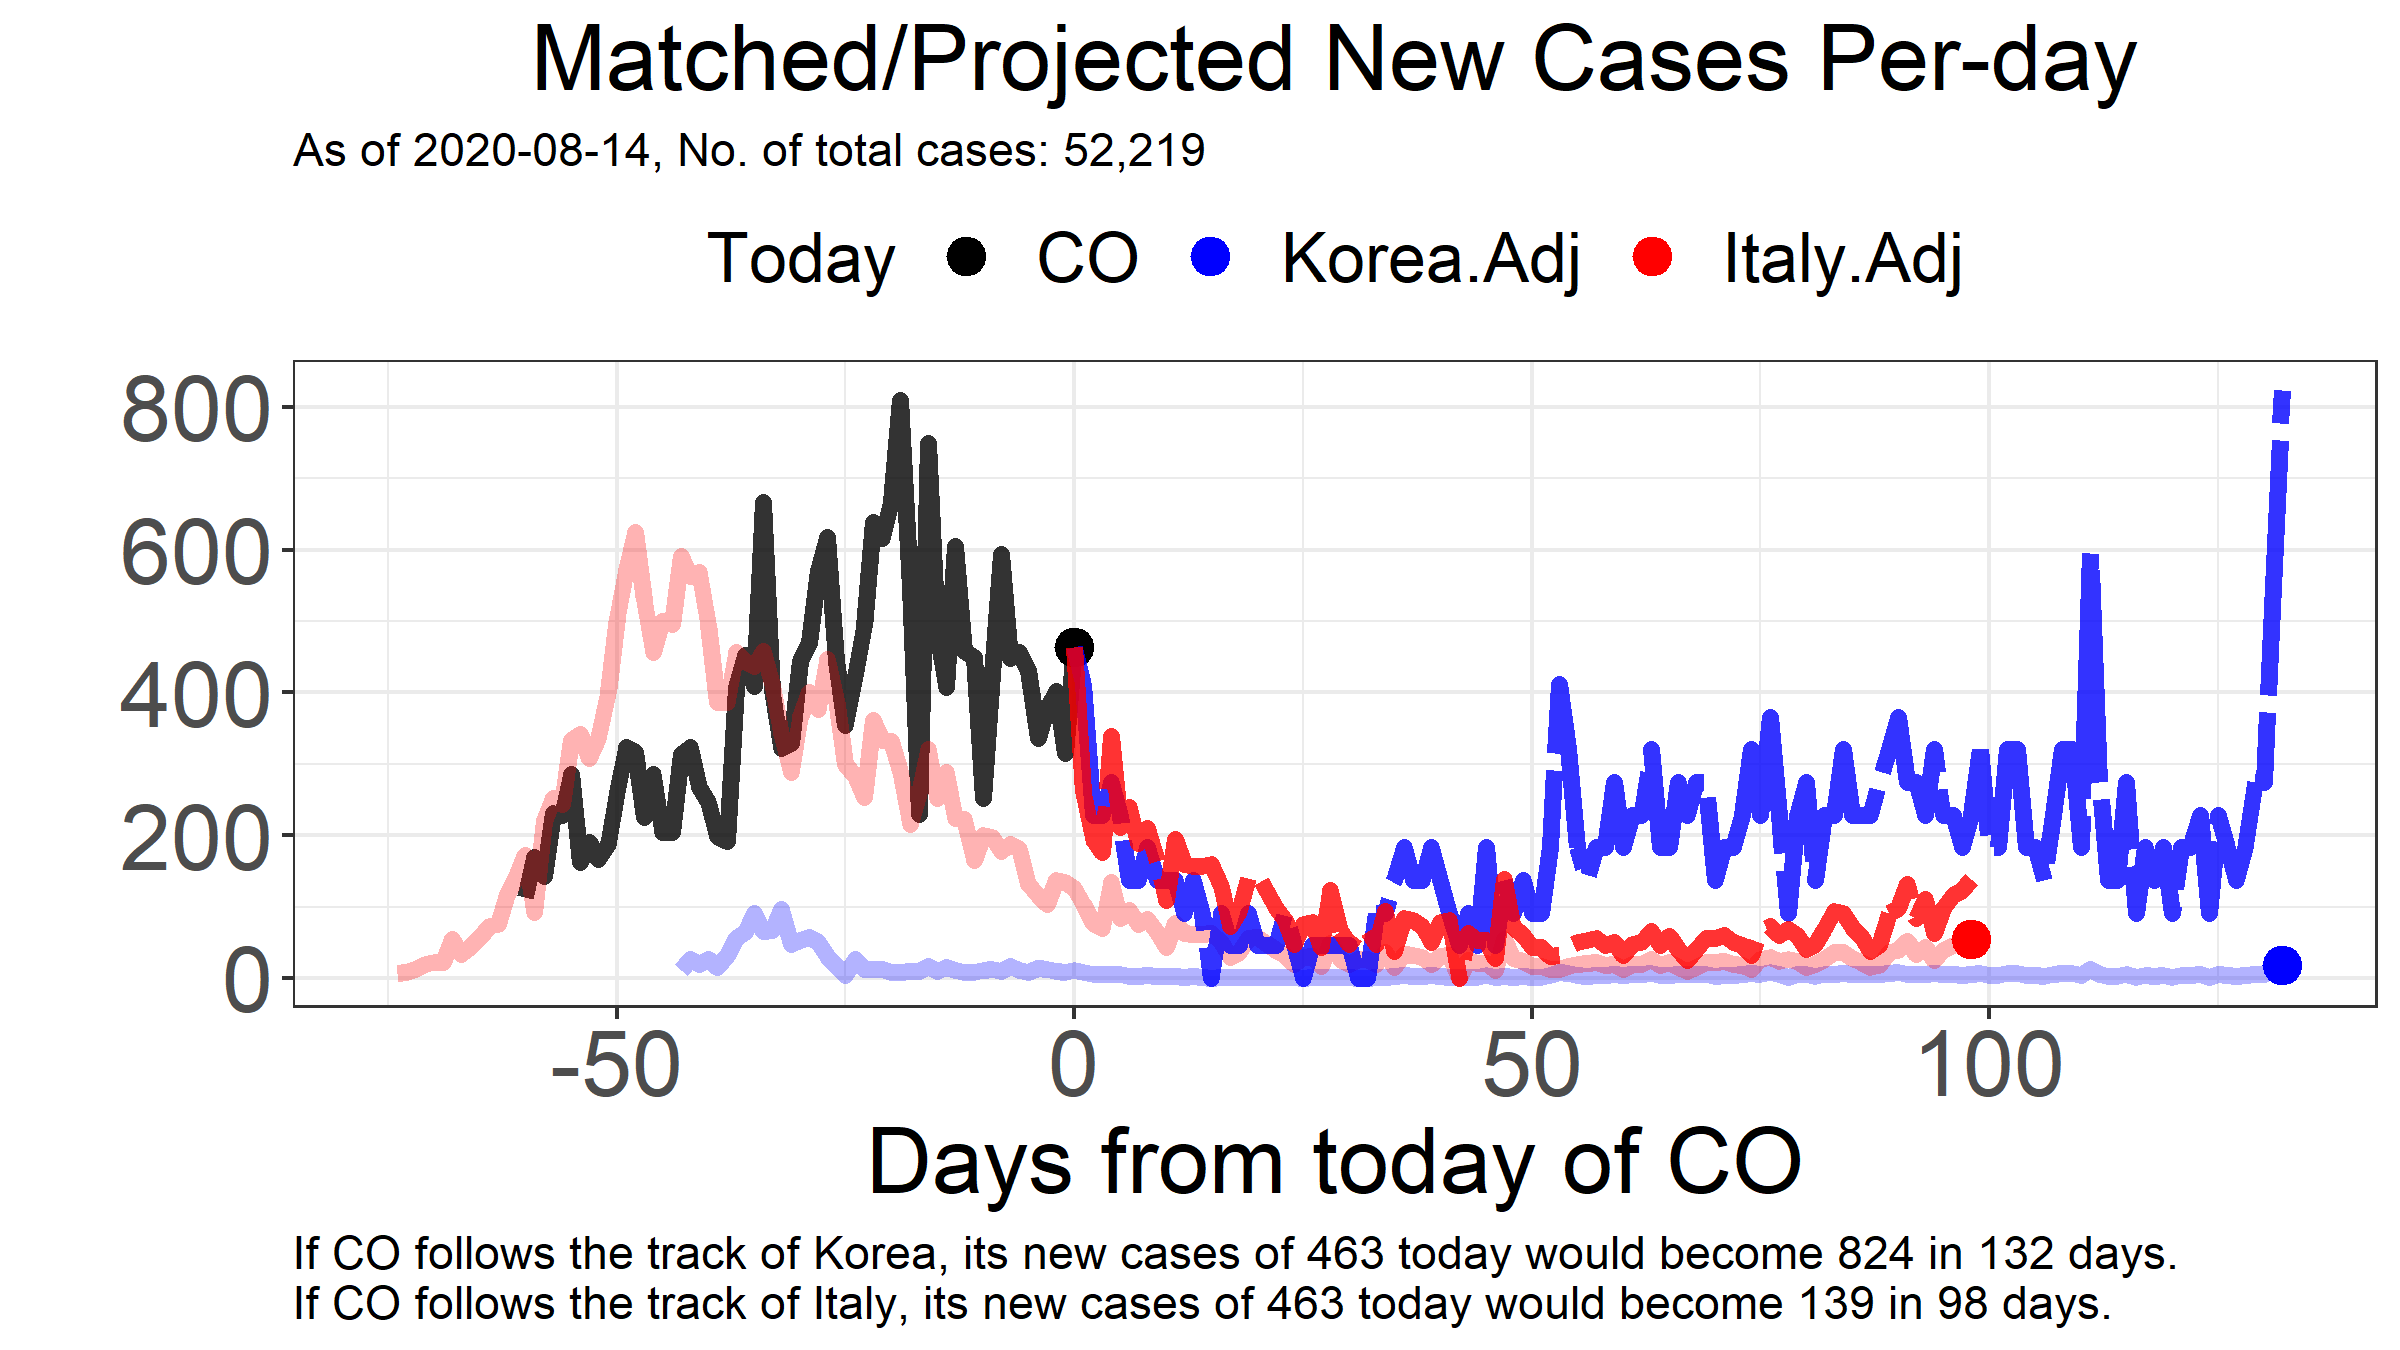 Matched/Projected New Cases Per-day
As of 2020-08-14, No. of total cases: 52,219
Today CO Korea.Adj Italy.Adj
800
600
400
200
0
-50 0 50 100
Days from today of CO
If CO follows the track of Korea, its new cases of 463 today would become 824 in 132 days.
If CO follows the track of Italy, its new cases of 463 today would become 139 in 98 days.